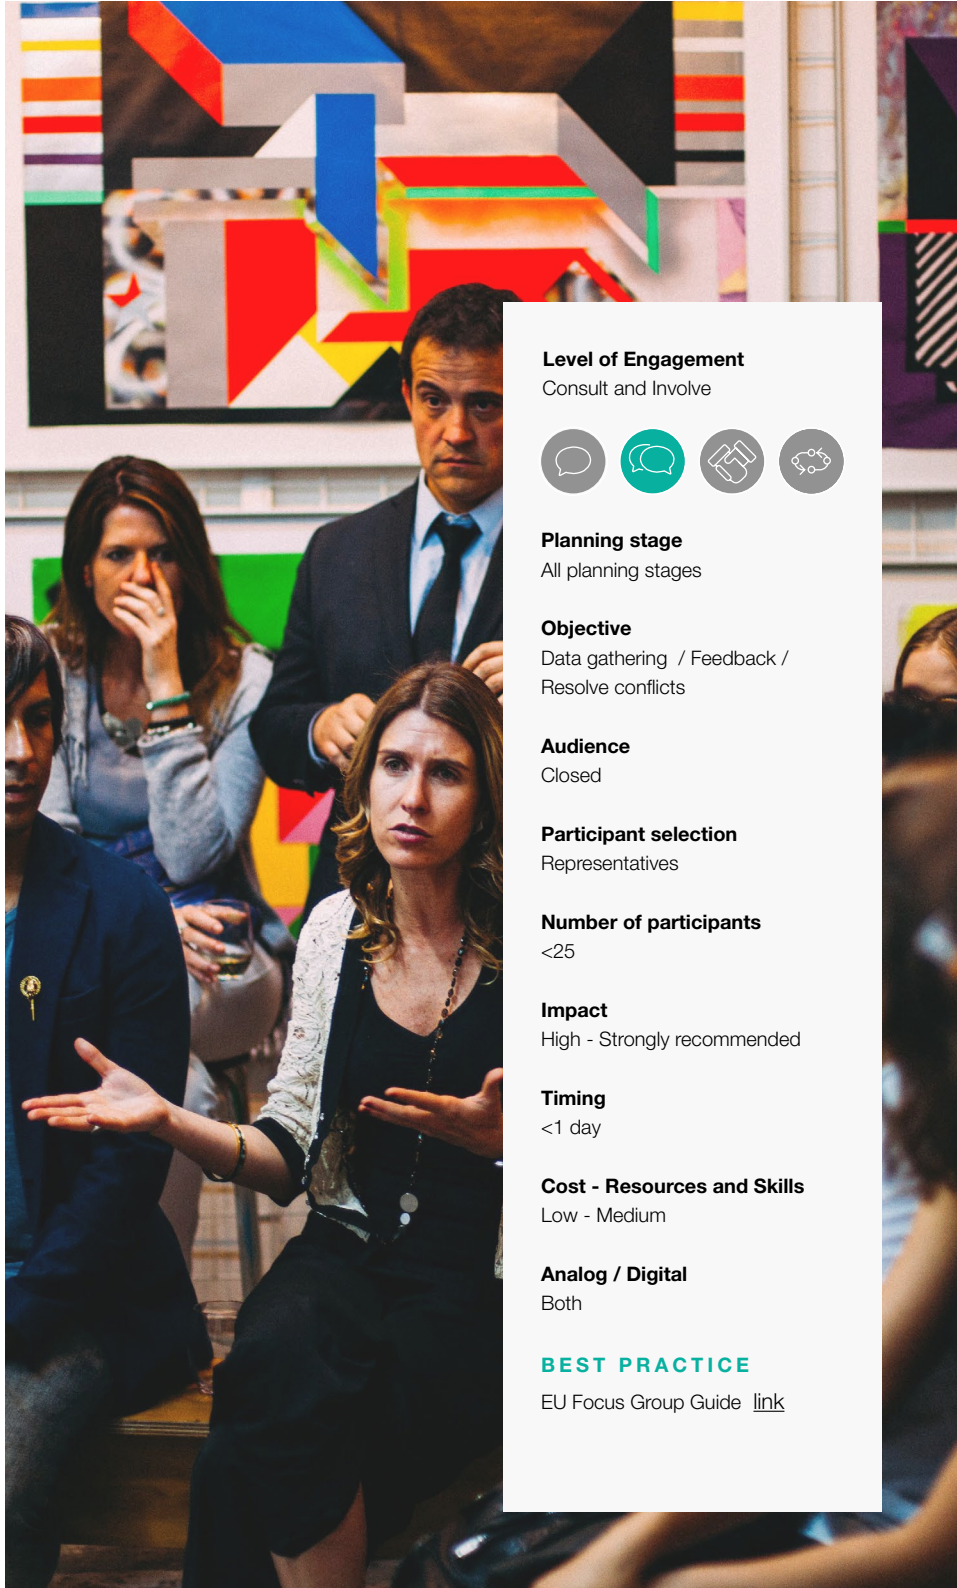 Level of Engagement
Consult and Involve
Planning stage
All planning stages
Objective
Data gathering / Feedback /
Resolve conflicts
Audience
Closed
Participant selection
Representatives
Number of participants
<25
Impact
High - Strongly recommended
Timing
<1 day
Cost - Resources and Skills
Low - Medium
Analog / Digital
Both
BEST PRACTICE
EU Focus Group Guide link